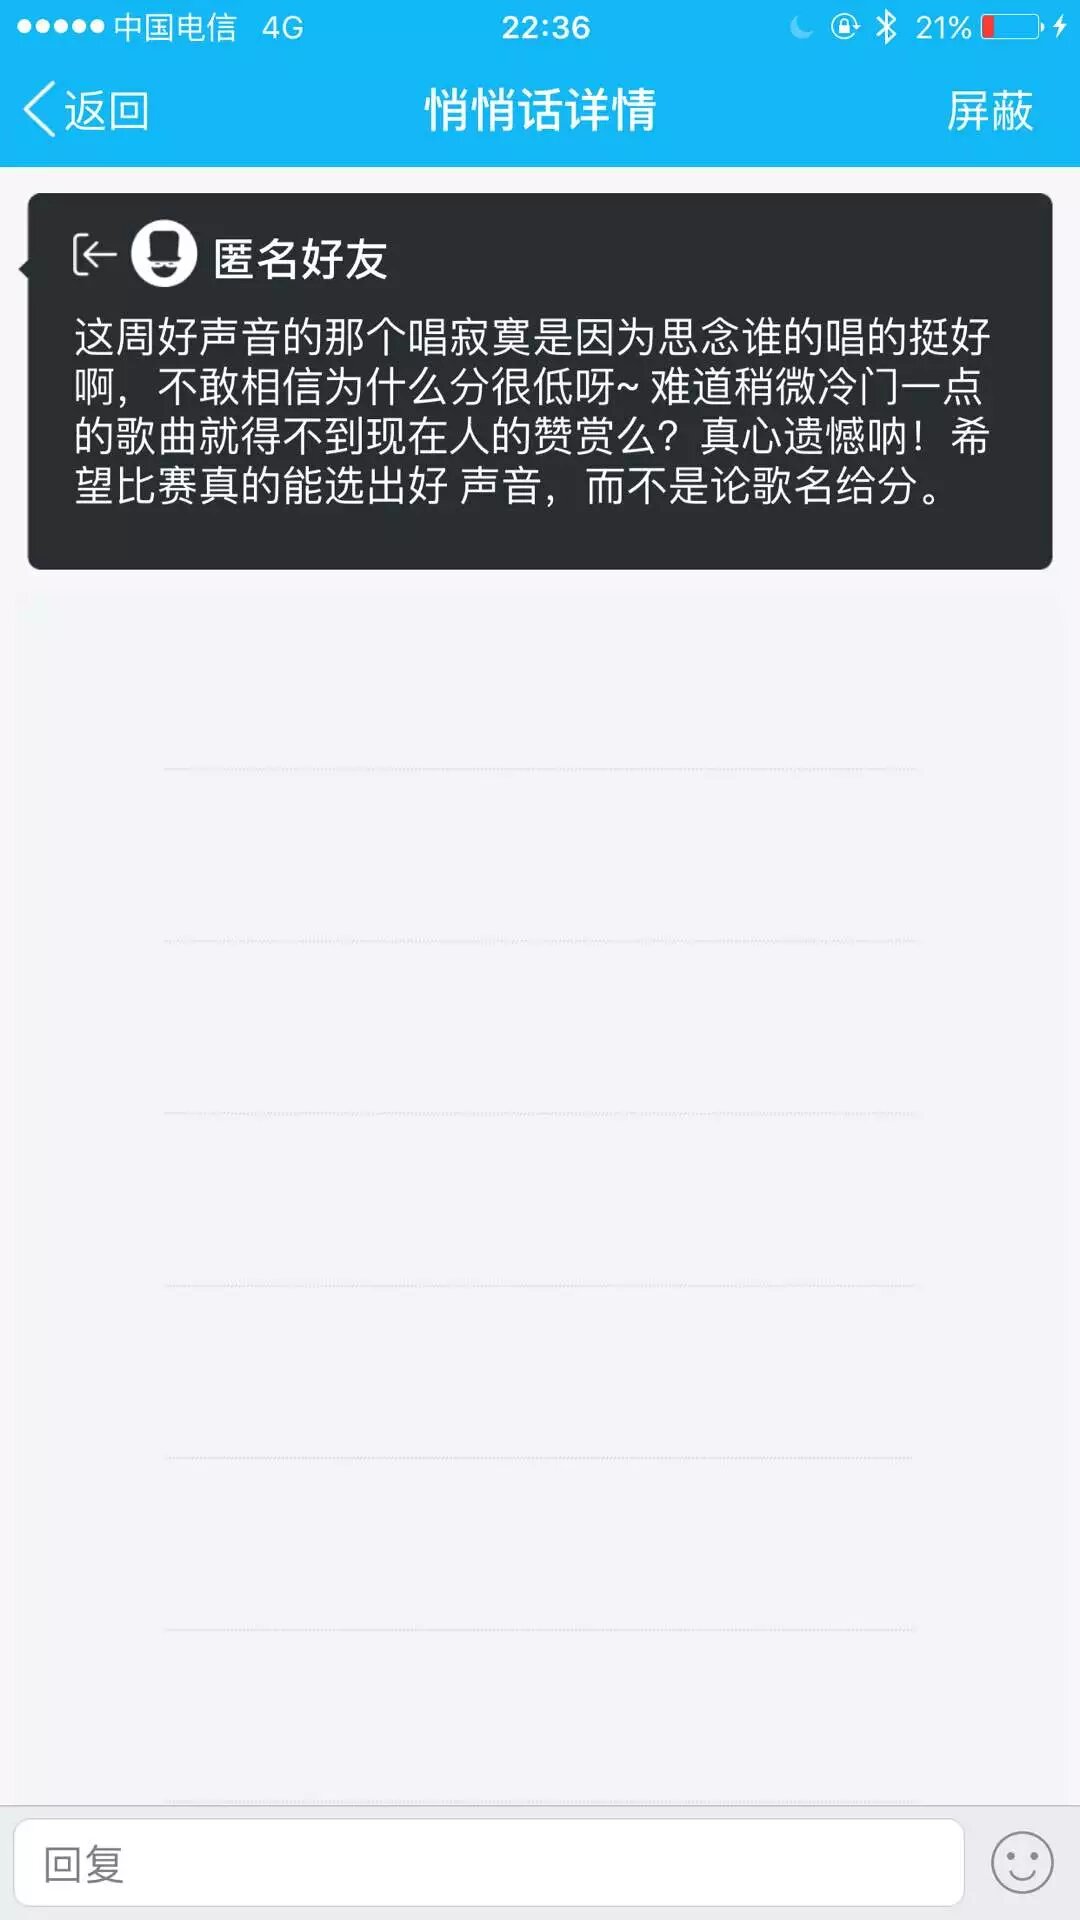 中国电信 4G 22:36 21%
返回 悄悄话详情 屏蔽
匿名好友
这周好声音的那个唱寂寞是因为思念谁的唱的挺好
啊，不敢相信为什么分很低呀~ 难道稍微冷门一点
的歌曲就得不到现在人的赞赏么？真心遗憾呐！希
望比赛真的能选出好 声音，而不是论歌名给分。
回复